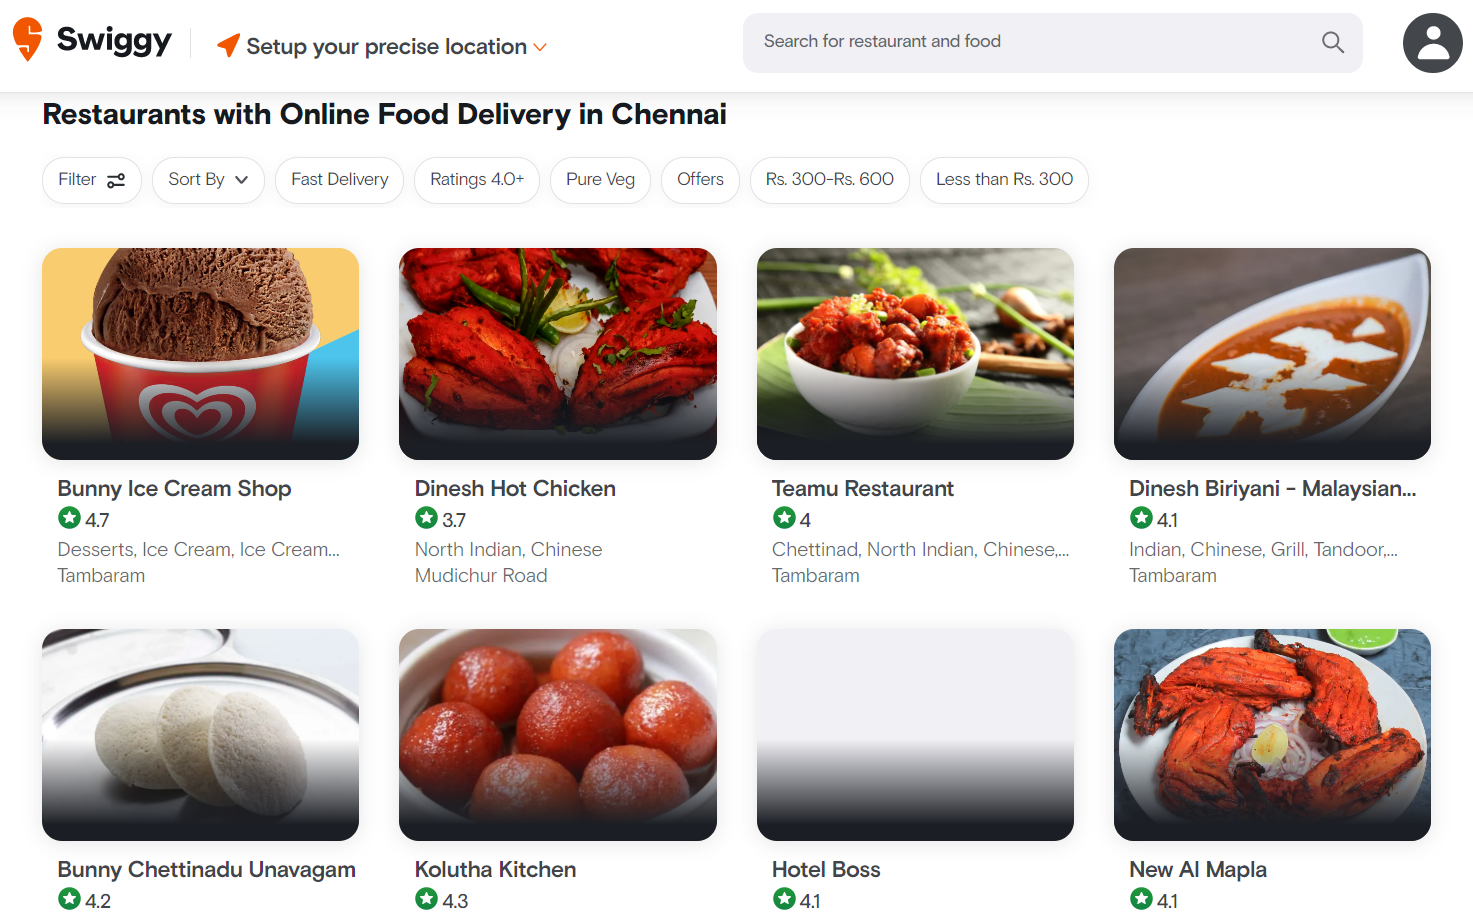 Swiggy
Setup your precise location
Search for restaurant and food
Restaurants with Online Food Delivery in Chennai
Filter
Sort By
Fast Delivery
Ratings 4.0+
Pure Veg
Offers
Rs. 300-Rs. 600
Less than Rs. 300
Bunny Ice Cream Shop
4.7
Desserts, Ice Cream, Ice Cream...
Tambaram
Dinesh Hot Chicken
3.7
North Indian, Chinese
Mudichur Road
Teamu Restaurant
4
Chettinad, North Indian, Chinese,...
Tambaram
Dinesh Biriyani - Malaysian...
4.1
Indian, Chinese, Grill, Tandoor,...
Tambaram
Bunny Chettinadu Unavagam
4.2
Kolutha Kitchen
4.3
Hotel Boss
4.1
New Al Mapla
4.1